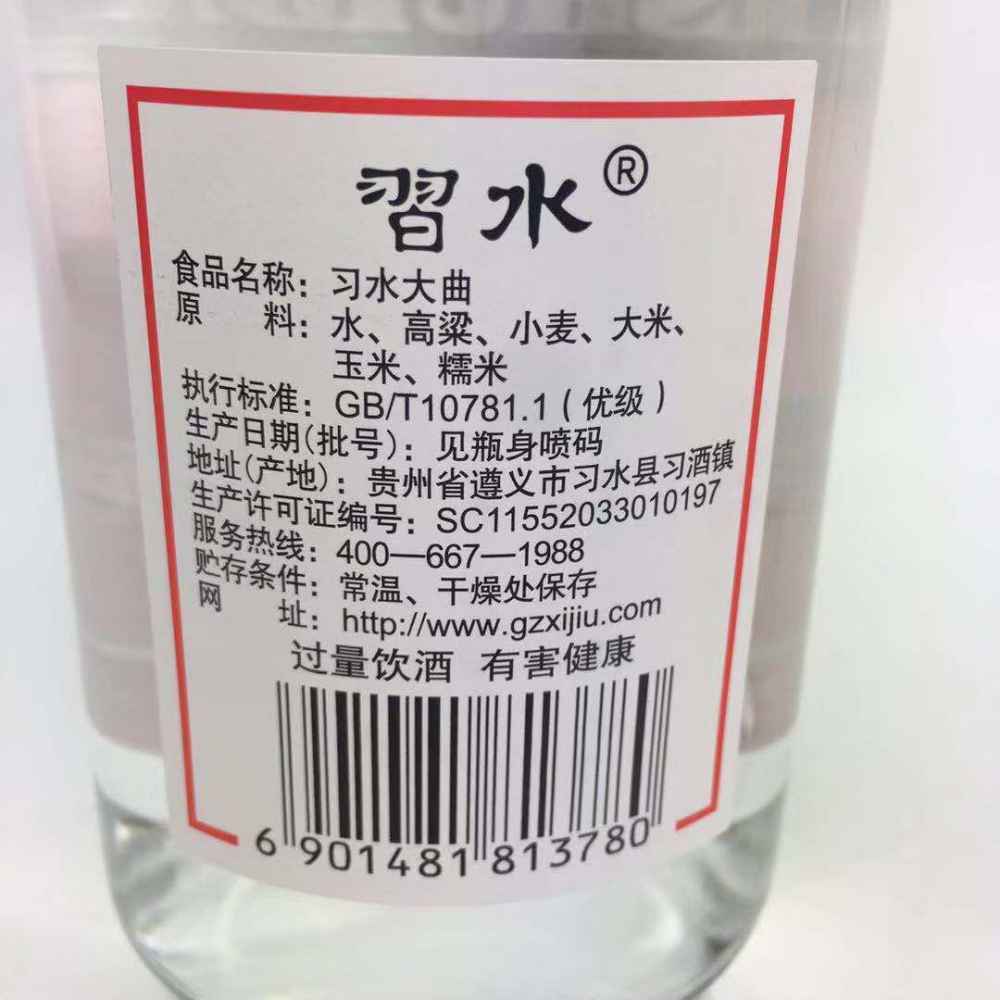 習水®
食品名称：习水大曲
原 料：水、高粱、小麦、大米、
玉米、糯米
执行标准：GB/T10781.1（优级）
生产日期(批号)：见瓶身喷码
地址(产地)：贵州省遵义市习水县习酒镇
生产许可证编号：SC11552033010197
服务热线：400—667—1988
贮存条件：常温、干燥处保存
网 址：http://www.gzxijiu.com
过量饮酒 有害健康
6 901481 813780